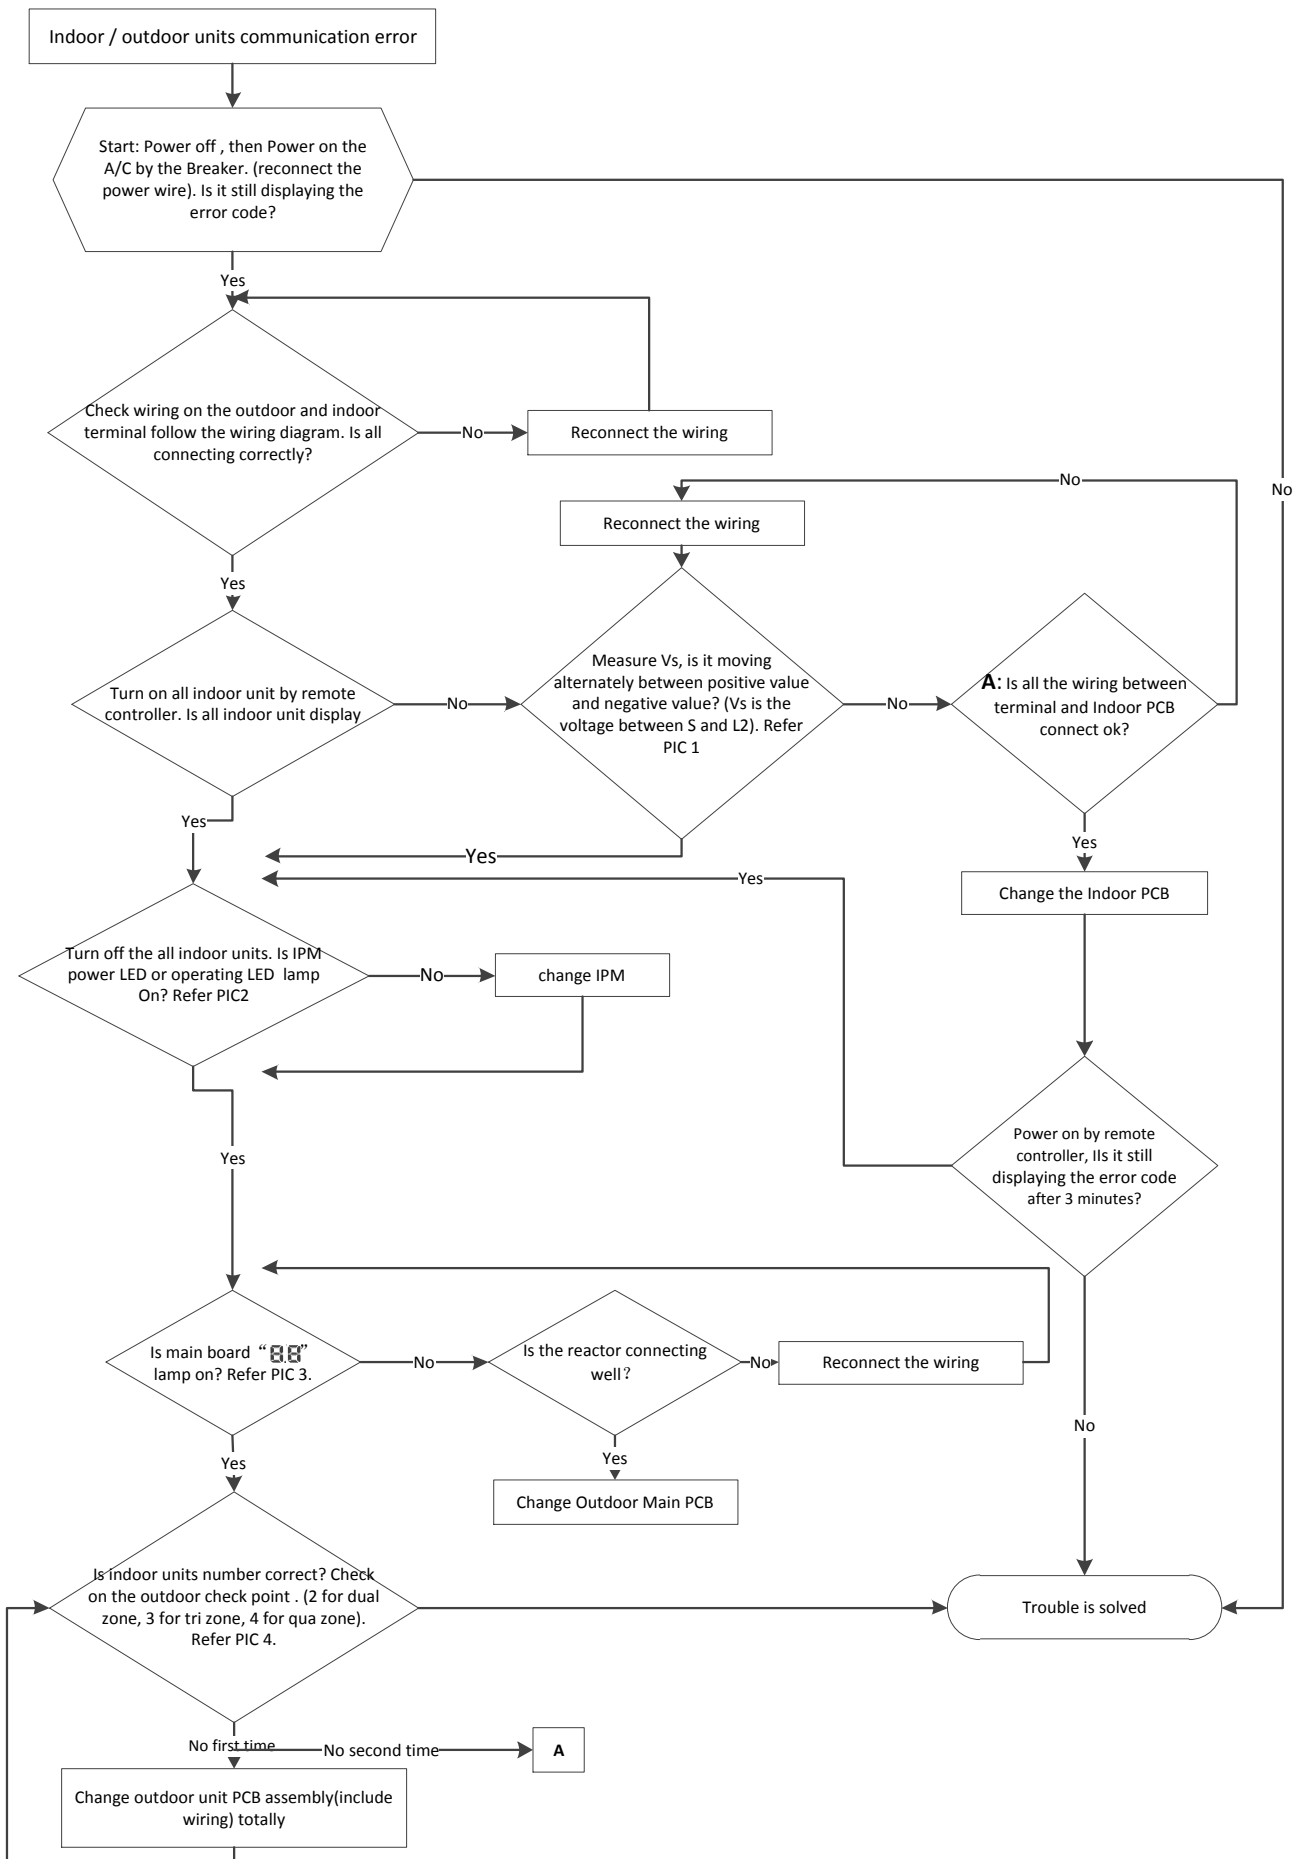 Indoor / outdoor units communication error
Start: Power off , then Power on the
A/C by the Breaker. (reconnect the
power wire). Is it still displaying the
error code?
No
Yes
Check wiring on the outdoor and indoor
terminal follow the wiring diagram. Is all
connecting correctly?
No
Reconnect the wiring
Yes
No
Reconnect the wiring
Turn on all indoor unit by remote
controller. Is all indoor unit display
No
Measure Vs, is it moving
alternately between positive value
and negative value? (Vs is the
voltage between S and L2). Refer
PIC 1
No
A: Is all the wiring between
terminal and Indoor PCB
connect ok?
Yes
Yes
Yes
Yes
Change the Indoor PCB
Turn off the all indoor units. Is IPM
power LED or operating LED lamp
On? Refer PIC2
No
change IPM
Yes
Power on by remote
controller, IIs it still
displaying the error code
after 3 minutes?
Is main board “8.8”
lamp on? Refer PIC 3.
No
Is the reactor connecting
well?
No
Reconnect the wiring
No
Yes
Yes
Change Outdoor Main PCB
Is indoor units number correct? Check
on the outdoor check point . (2 for dual
zone, 3 for tri zone, 4 for qua zone).
Refer PIC 4.
Trouble is solved
No first time
No second time
A
Change outdoor unit PCB assembly(include
wiring) totally